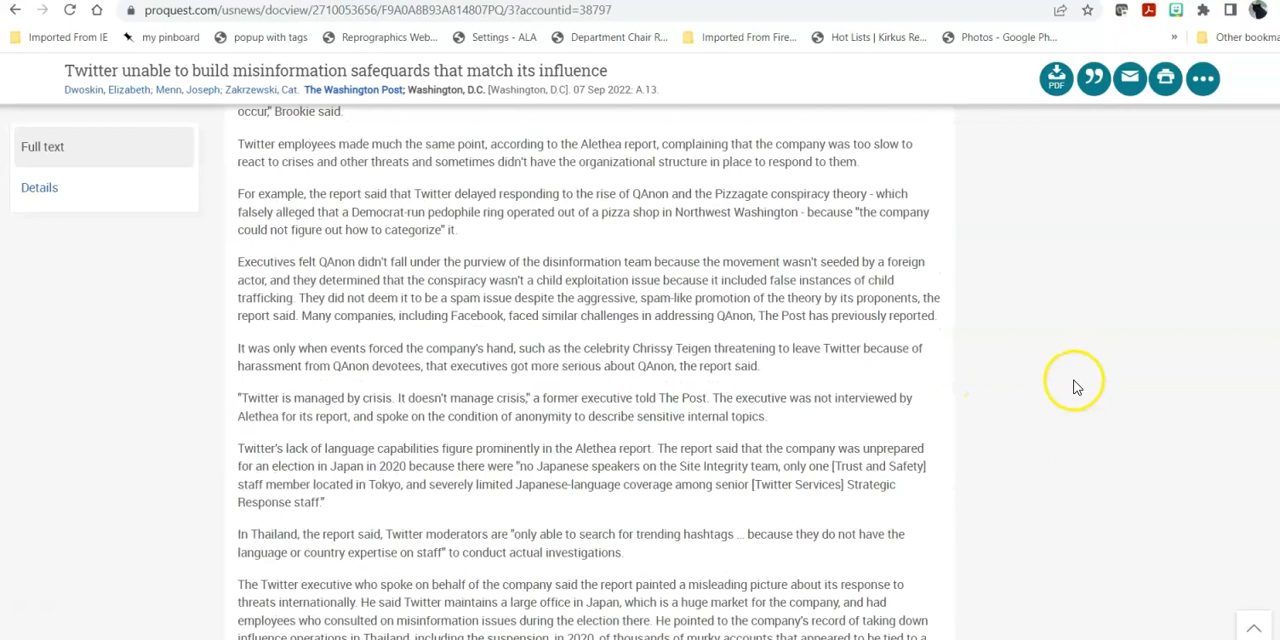 proquest.com/usnews/docview/2710053656/F9A0A8B93A814807PQ/3?accountid=38797
Imported From IE my pinboard popup with tags Reprographics Web... Settings - ALA Department Chair R... Imported From Fire... Hot Lists | Kirkus Re... Photos - Google Ph... » Other bookma
Twitter unable to build misinformation safeguards that match its influence
Dwoskin, Elizabeth; Menn, Joseph; Zakrzewski, Cat. The Washington Post; Washington, D.C. [Washington, D.C]. 07 Sep 2022: A.13.
PDF
Full text
Details
occur," Brookie said.
Twitter employees made much the same point, according to the Alethea report, complaining that the company was too slow to
react to crises and other threats and sometimes didn't have the organizational structure in place to respond to them.
For example, the report said that Twitter delayed responding to the rise of QAnon and the Pizzagate conspiracy theory - which
falsely alleged that a Democrat-run pedophile ring operated out of a pizza shop in Northwest Washington - because "the company
could not figure out how to categorize" it.
Executives felt QAnon didn't fall under the purview of the disinformation team because the movement wasn't seeded by a foreign
actor, and they determined that the conspiracy wasn't a child exploitation issue because it included false instances of child
trafficking. They did not deem it to be a spam issue despite the aggressive, spam-like promotion of the theory by its proponents, the
report said. Many companies, including Facebook, faced similar challenges in addressing QAnon, The Post has previously reported.
It was only when events forced the company's hand, such as the celebrity Chrissy Teigen threatening to leave Twitter because of
harassment from QAnon devotees, that executives got more serious about QAnon, the report said.
"Twitter is managed by crisis. It doesn't manage crisis," a former executive told The Post. The executive was not interviewed by
Alethea for its report, and spoke on the condition of anonymity to describe sensitive internal topics.
Twitter's lack of language capabilities figure prominently in the Alethea report. The report said that the company was unprepared
for an election in Japan in 2020 because there were "no Japanese speakers on the Site Integrity team, only one [Trust and Safety]
staff member located in Tokyo, and severely limited Japanese-language coverage among senior [Twitter Services] Strategic
Response staff."
In Thailand, the report said, Twitter moderators are "only able to search for trending hashtags ... because they do not have the
language or country expertise on staff" to conduct actual investigations.
The Twitter executive who spoke on behalf of the company said the report painted a misleading picture about its response to
threats internationally. He said Twitter maintains a large office in Japan, which is a huge market for the company, and had
employees who consulted on misinformation issues during the election there. He pointed to the company's record of taking down
influence operations in Thailand, including the suspension, in 2020, of thousands of murky accounts that appeared to be tied to a